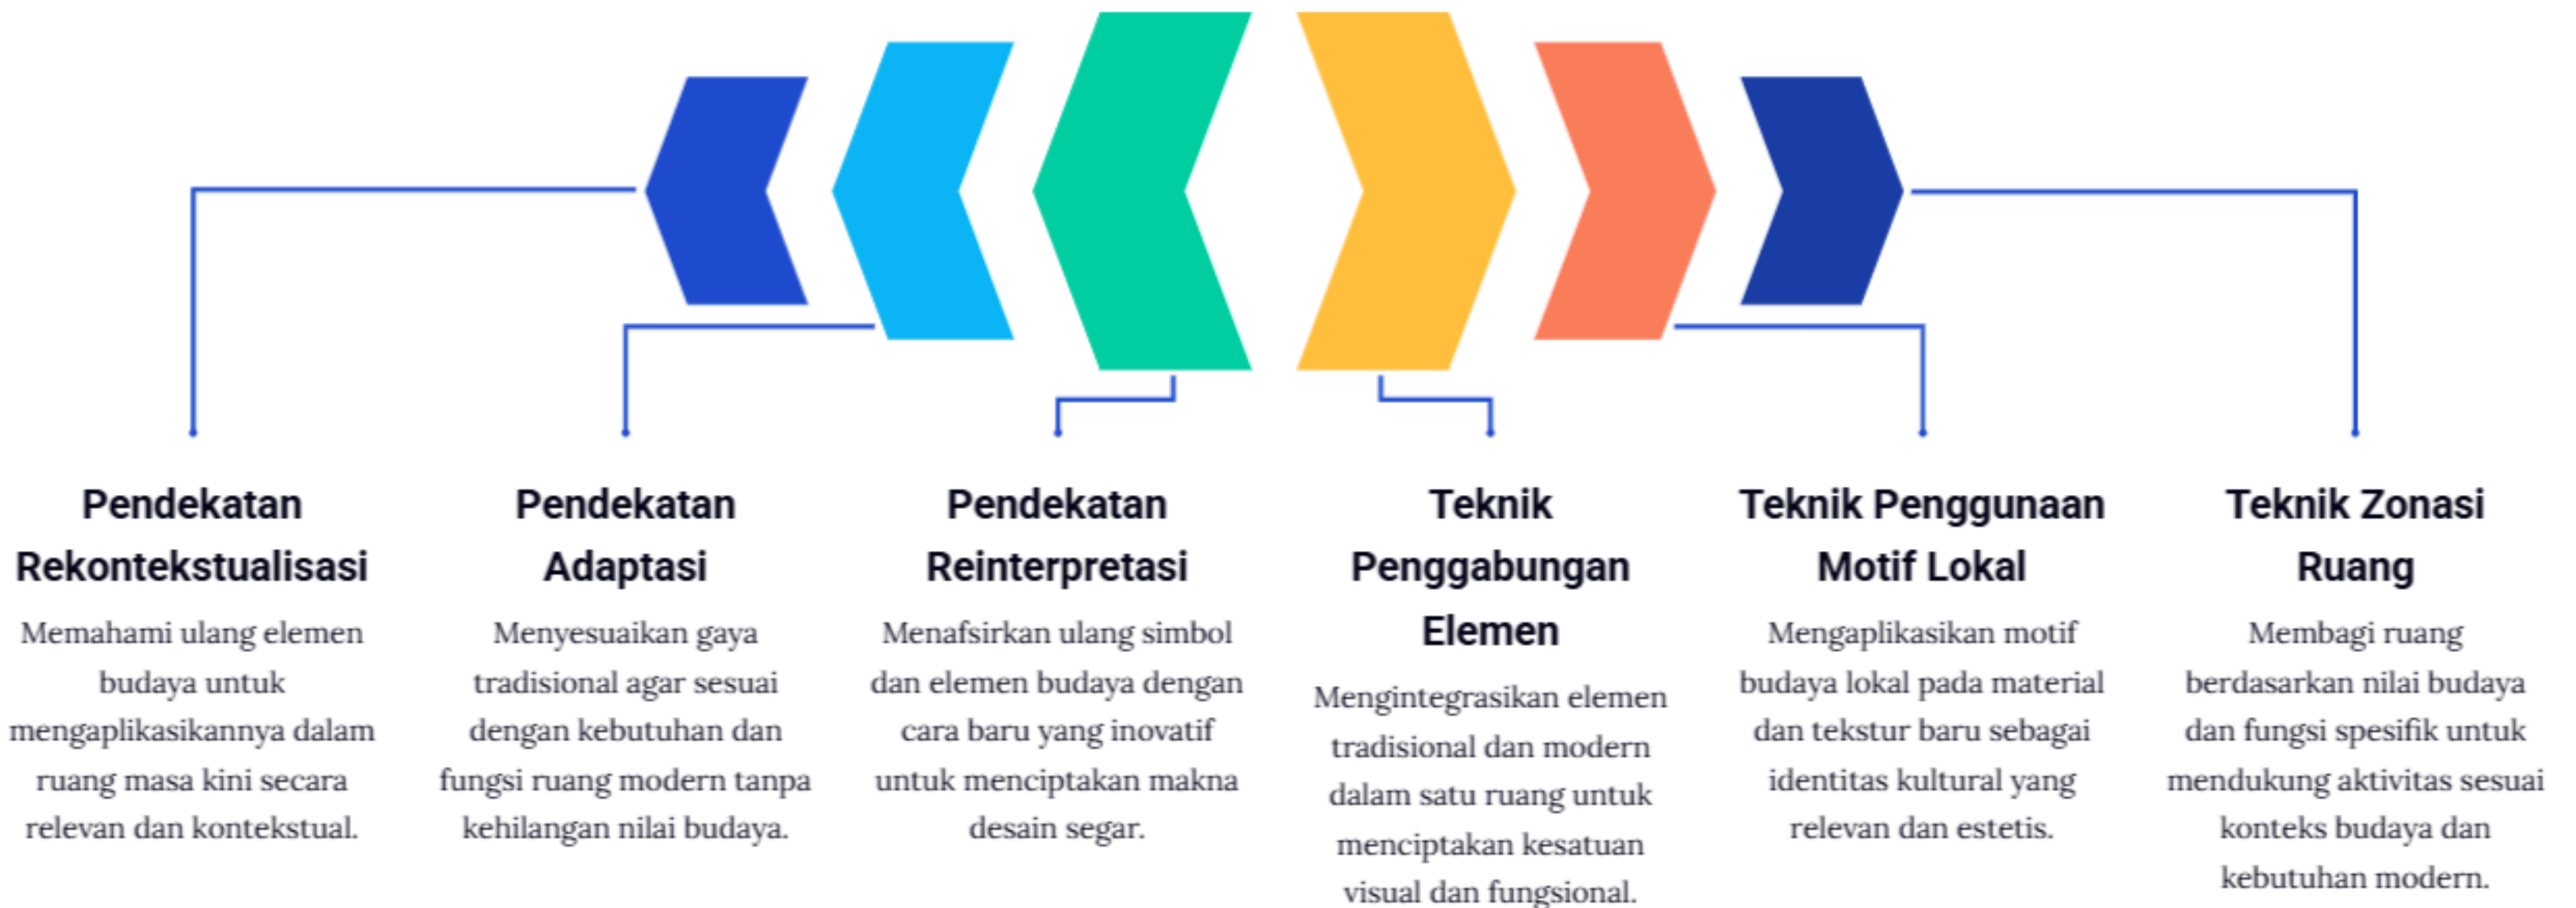 Pendekatan
Rekontekstualisasi
Memahami ulang elemen
budaya untuk
mengaplikasikannya dalam
ruang masa kini secara
relevan dan kontekstual.
Pendekatan
Adaptasi
Menyesuaikan gaya
tradisional agar sesuai
dengan kebutuhan dan
fungsi ruang modern tanpa
kehilangan nilai budaya.
Pendekatan
Reinterpretasi
Menafsirkan ulang simbol
dan elemen budaya dengan
cara baru yang inovatif
untuk menciptakan makna
desain segar.
Teknik
Penggabungan
Elemen
Mengintegrasikan elemen
tradisional dan modern
dalam satu ruang untuk
menciptakan kesatuan
visual dan fungsional.
Teknik Penggunaan
Motif Lokal
Mengaplikasikan motif
budaya lokal pada material
dan tekstur baru sebagai
identitas kultural yang
relevan dan estetis.
Teknik Zonasi
Ruang
Membagi ruang
berdasarkan nilai budaya
dan fungsi spesifik untuk
mendukung aktivitas sesuai
konteks budaya dan
kebutuhan modern.